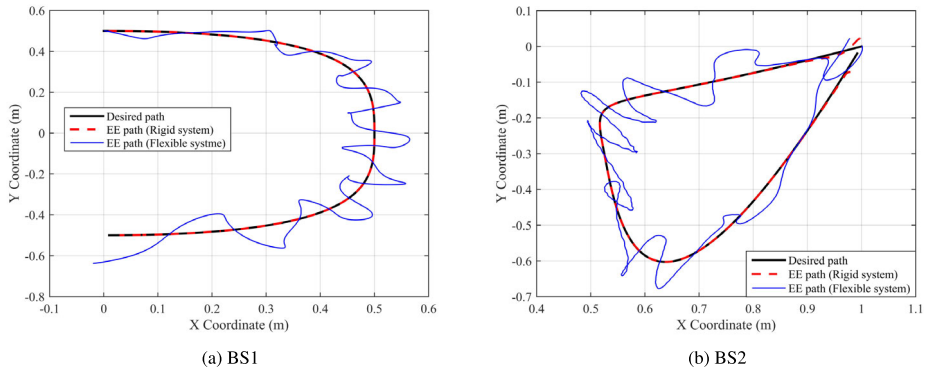 0.6
0.4
0.2
0
-0.2
-0.4
-0.6
-0.8
Y Coordinate (m)
Desired path
EE path (Rigid system)
EE path (Flexible systme)
-0.1 0 0.1 0.2 0.3 0.4 0.5 0.6
X Coordinate (m)
(a) BS1
0.1
0
-0.1
-0.2
-0.3
-0.4
-0.5
-0.6
-0.7
Y Coordinate (m)
Desired path
EE path (Rigid system)
EE path (Flexible system)
0.4 0.5 0.6 0.7 0.8 0.9 1 1.1
X Coordinate (m)
(b) BS2